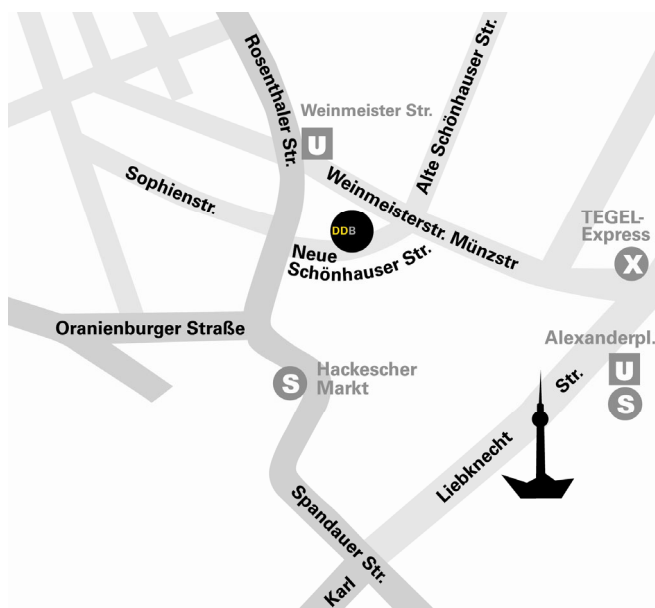 Rosenthaler Str.
Alte Schönhauser Str.
Weinmeister Str.
U
Sophienstr.
Weinmeisterstr. Münzstr
TEGEL-
Express
X
DDB
Neue
Schönhauser Str.
Oranienburger Straße
Alexanderpl.
U
S
S
Hackescher
Markt
Karl Liebknecht Str.
Spandauer Str.